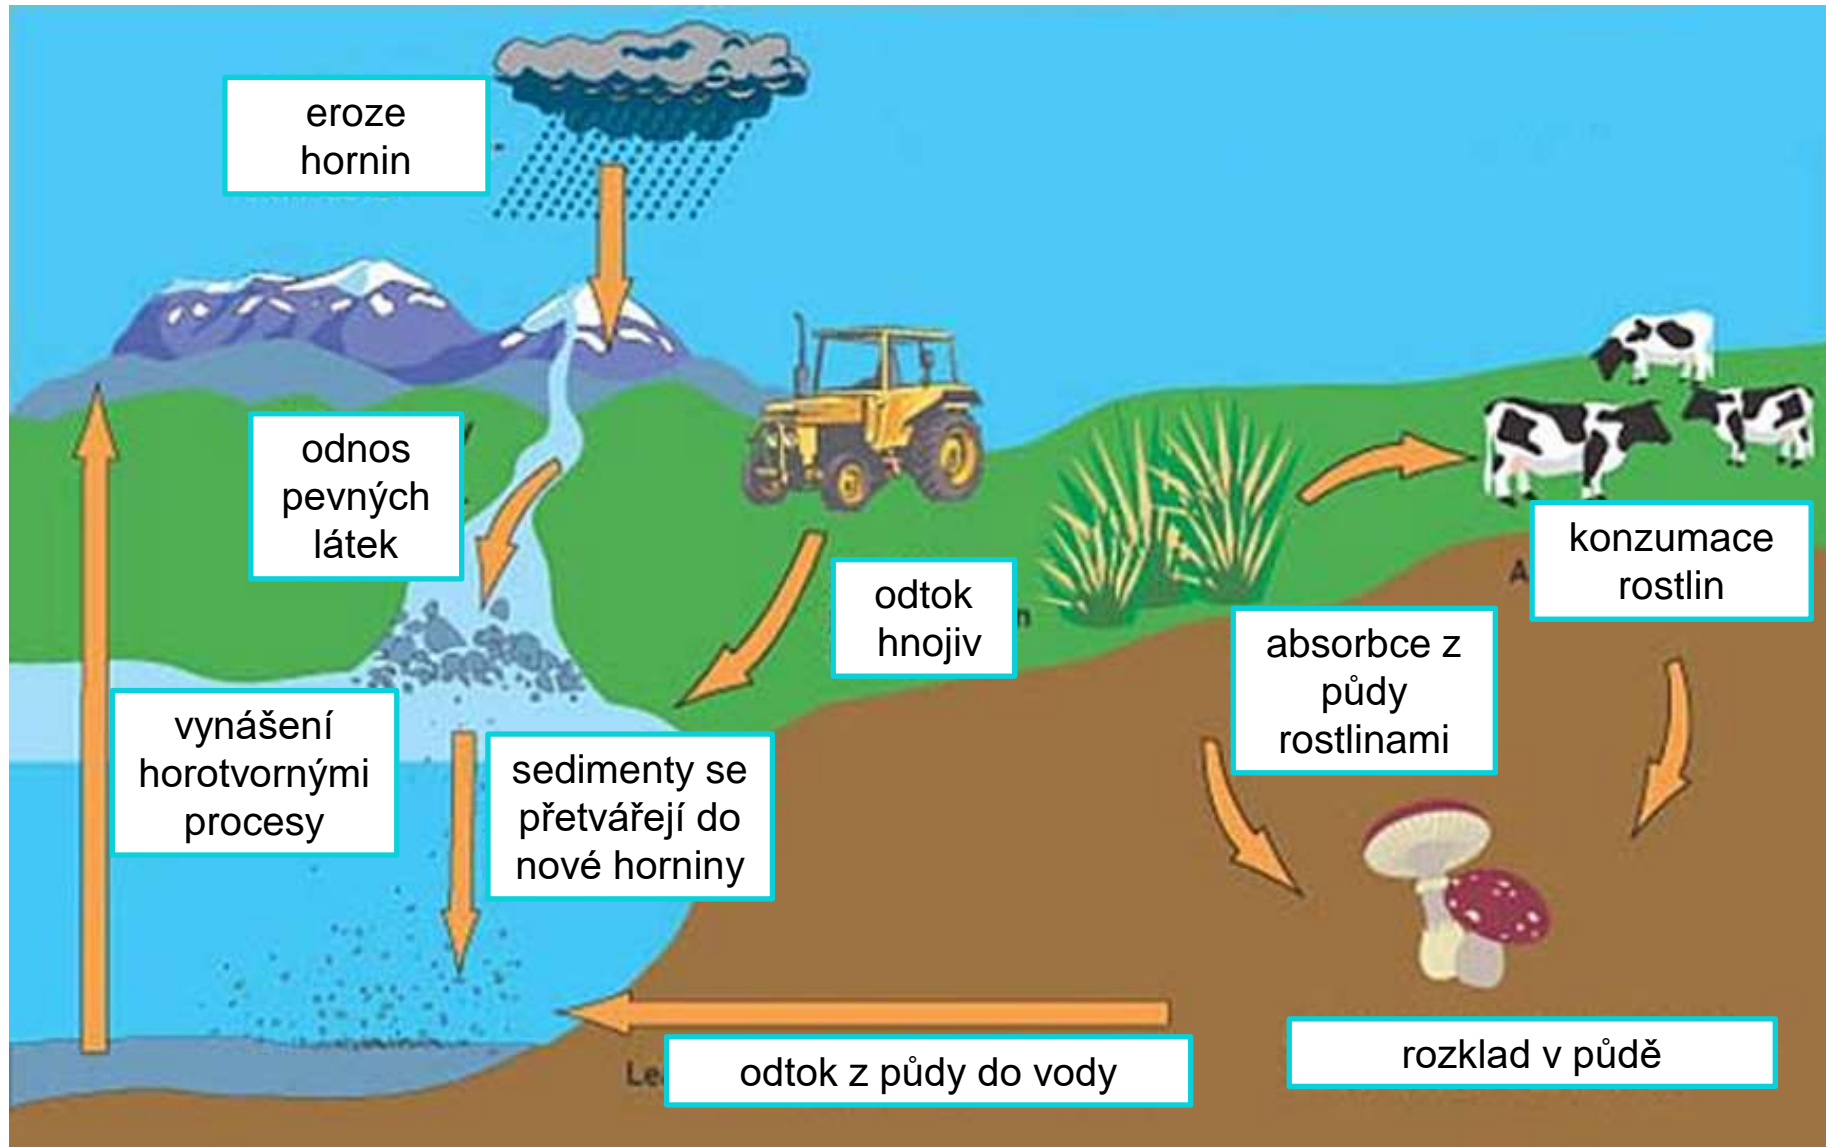 eroze
hornin
odnos
pevných
látek
odtok
hnojiv
n
konzumace
rostlin
A
absorbce z
půdy
rostlinami
vynášení
horotvornými
procesy
sedimenty se
přetvářejí do
nové horniny
odtok z půdy do vody
Le
rozklad v půdě